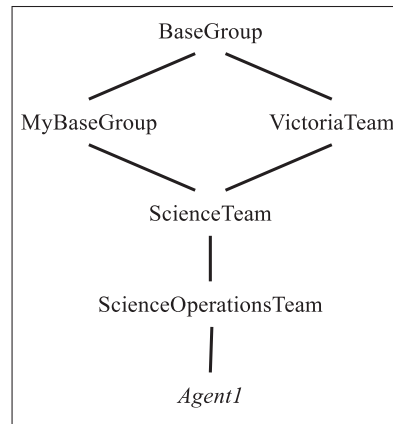 BaseGroup
MyBaseGroup
VictoriaTeam
ScienceTeam
ScienceOperationsTeam
Agent1